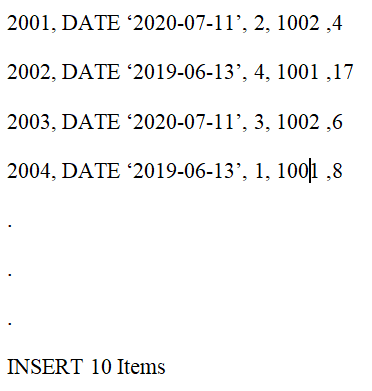 2001, DATE ‘2020-07-11’, 2, 1002 ,4
2002, DATE ‘2019-06-13’, 4, 1001 ,17
2003, DATE ‘2020-07-11’, 3, 1002 ,6
2004, DATE ‘2019-06-13’, 1, 1001 ,8
.
.
.
INSERT 10 Items